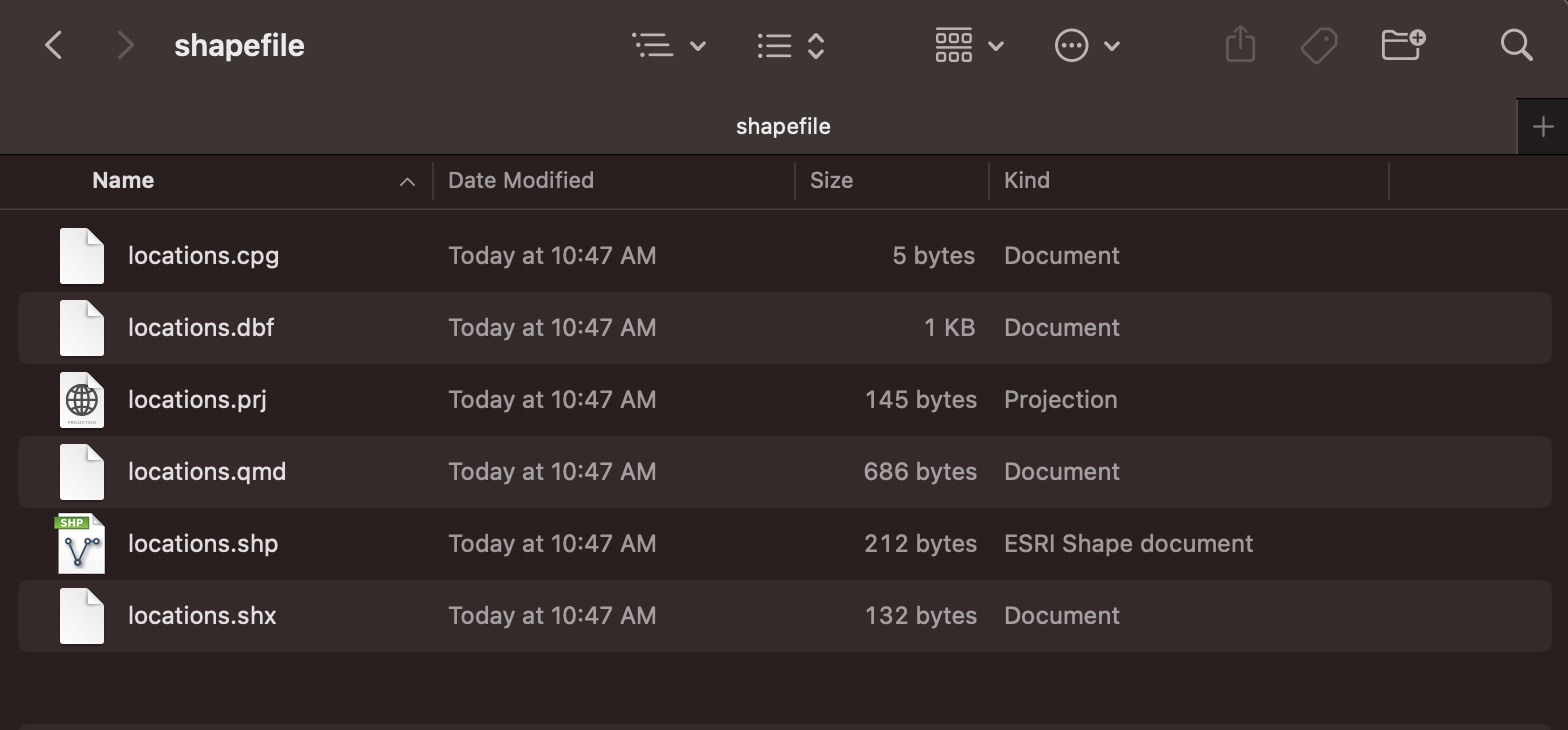 shapefile
shapefile
Name Date Modified Size Kind
locations.cpg Today at 10:47 AM 5 bytes Document
locations.dbf Today at 10:47 AM 1 KB Document
locations.prj Today at 10:47 AM 145 bytes Projection
PROJECTION
locations.qmd Today at 10:47 AM 686 bytes Document
SHP
locations.shp Today at 10:47 AM 212 bytes ESRI Shape document
locations.shx Today at 10:47 AM 132 bytes Document